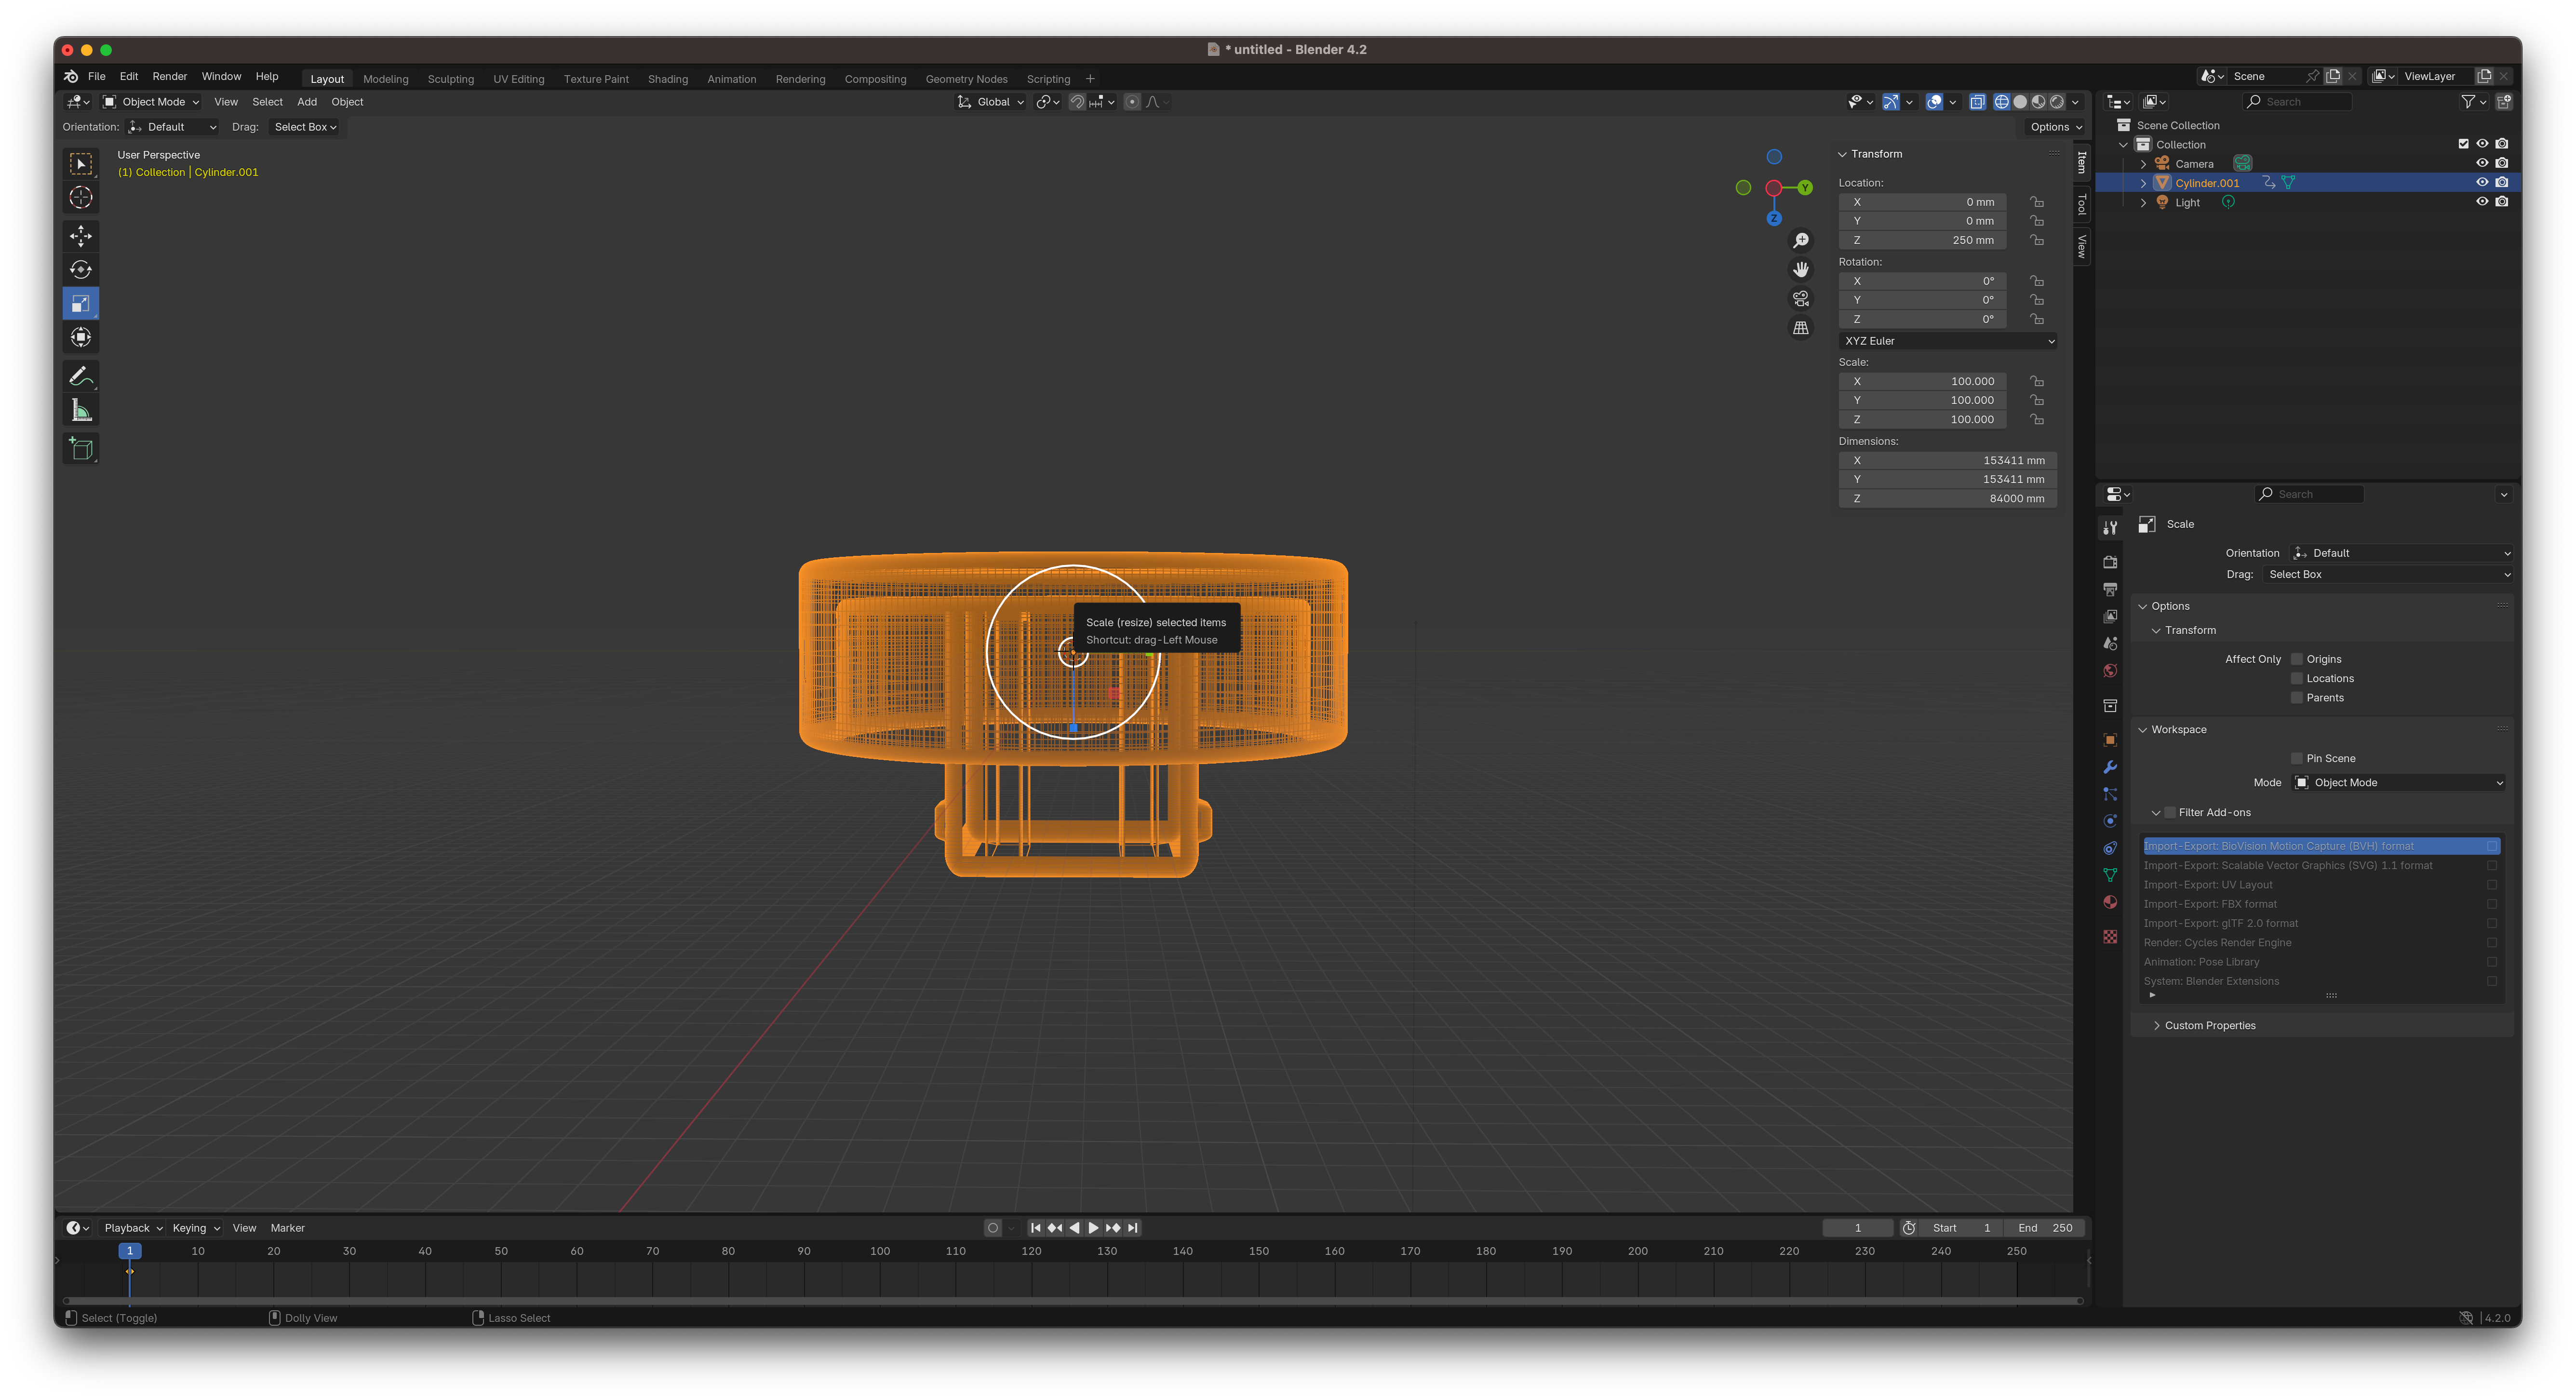 * untitled - Blender 4.2
File Edit Render Window Help Layout Modeling Sculpting UV Editing Texture Paint Shading Animation Rendering Compositing Geometry Nodes Scripting + Scene ViewLayer
Object Mode View Select Add Object Global Search
Orientation: Default Drag: Select Box Options
User Perspective
(1) Collection | Cylinder.001
Y
Z
Item
Tool
View
Transform
Location:
X 0 mm
Y 0 mm
Z 250 mm
Rotation:
X 0°
Y 0°
Z 0°
XYZ Euler
Scale:
X 100.000
Y 100.000
Z 100.000
Dimensions:
X 153411 mm
Y 153411 mm
Z 84000 mm
Scale (resize) selected items
Shortcut: drag-Left Mouse
Scene Collection
Collection
Camera
Cylinder.001
Light
Search
Scale
Orientation Default
Drag: Select Box
Options
Transform
Affect Only Origins
Locations
Parents
Workspace
Pin Scene
Mode Object Mode
Filter Add-ons
Import-Export: BioVision Motion Capture (BVH) format
Import-Export: Scalable Vector Graphics (SVG) 1.1 format
Import-Export: UV Layout
Import-Export: FBX format
Import-Export: glTF 2.0 format
Render: Cycles Render Engine
Animation: Pose Library
System: Blender Extensions
Custom Properties
Playback Keying View Marker 1 Start 1 End 250
1 10 20 30 40 50 60 70 80 90 100 110 120 130 140 150 160 170 180 190 200 210 220 230 240 250
Select (Toggle) Dolly View Lasso Select 4.2.0